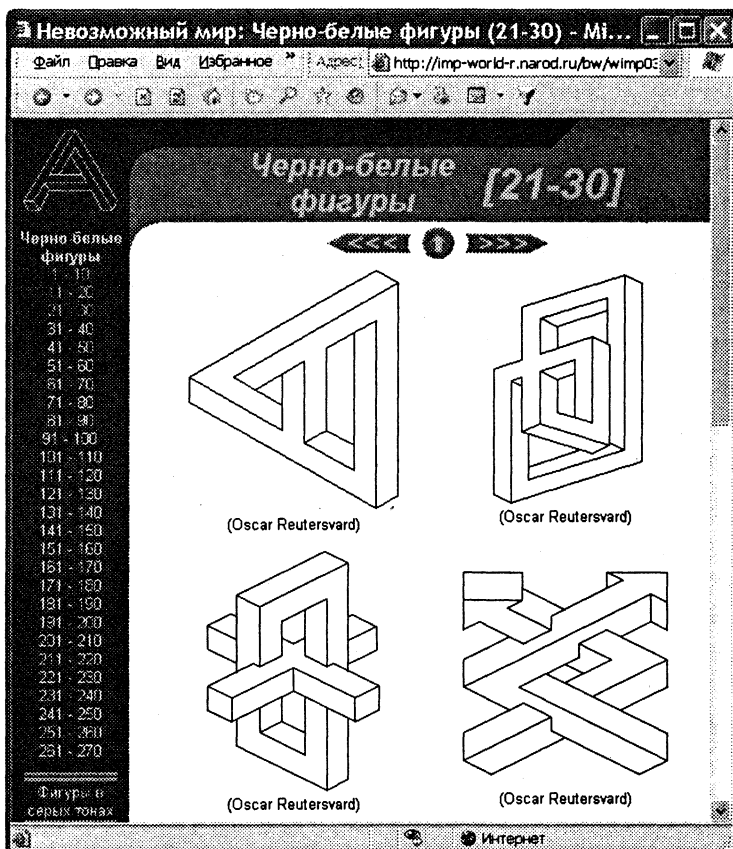 Невозможный мир: Черно-белые фигуры (21-30) - Mi...
Файл Правка Вид Избранное » Адрес: http://imp-world-r.narod.ru/bw/wimp03
Черно-белые
фигуры
[21-30]
<<< >>>
Черно белые
фигуры
1 - 10
11 - 20
21 - 30
31 - 40
41 - 50
51 - 60
61 - 70
71 - 80
81 - 90
91 - 100
101 - 110
111 - 120
121 - 130
131 - 140
141 - 150
151 - 160
161 - 170
171 - 180
181 - 190
191 - 200
201 - 210
211 - 220
221 - 230
231 - 240
241 - 250
251 - 260
261 - 270
Фигуры в
серых тонах
(Oscar Reutersvard)
(Oscar Reutersvard)
(Oscar Reutersvard)
(Oscar Reutersvard)
Интернет